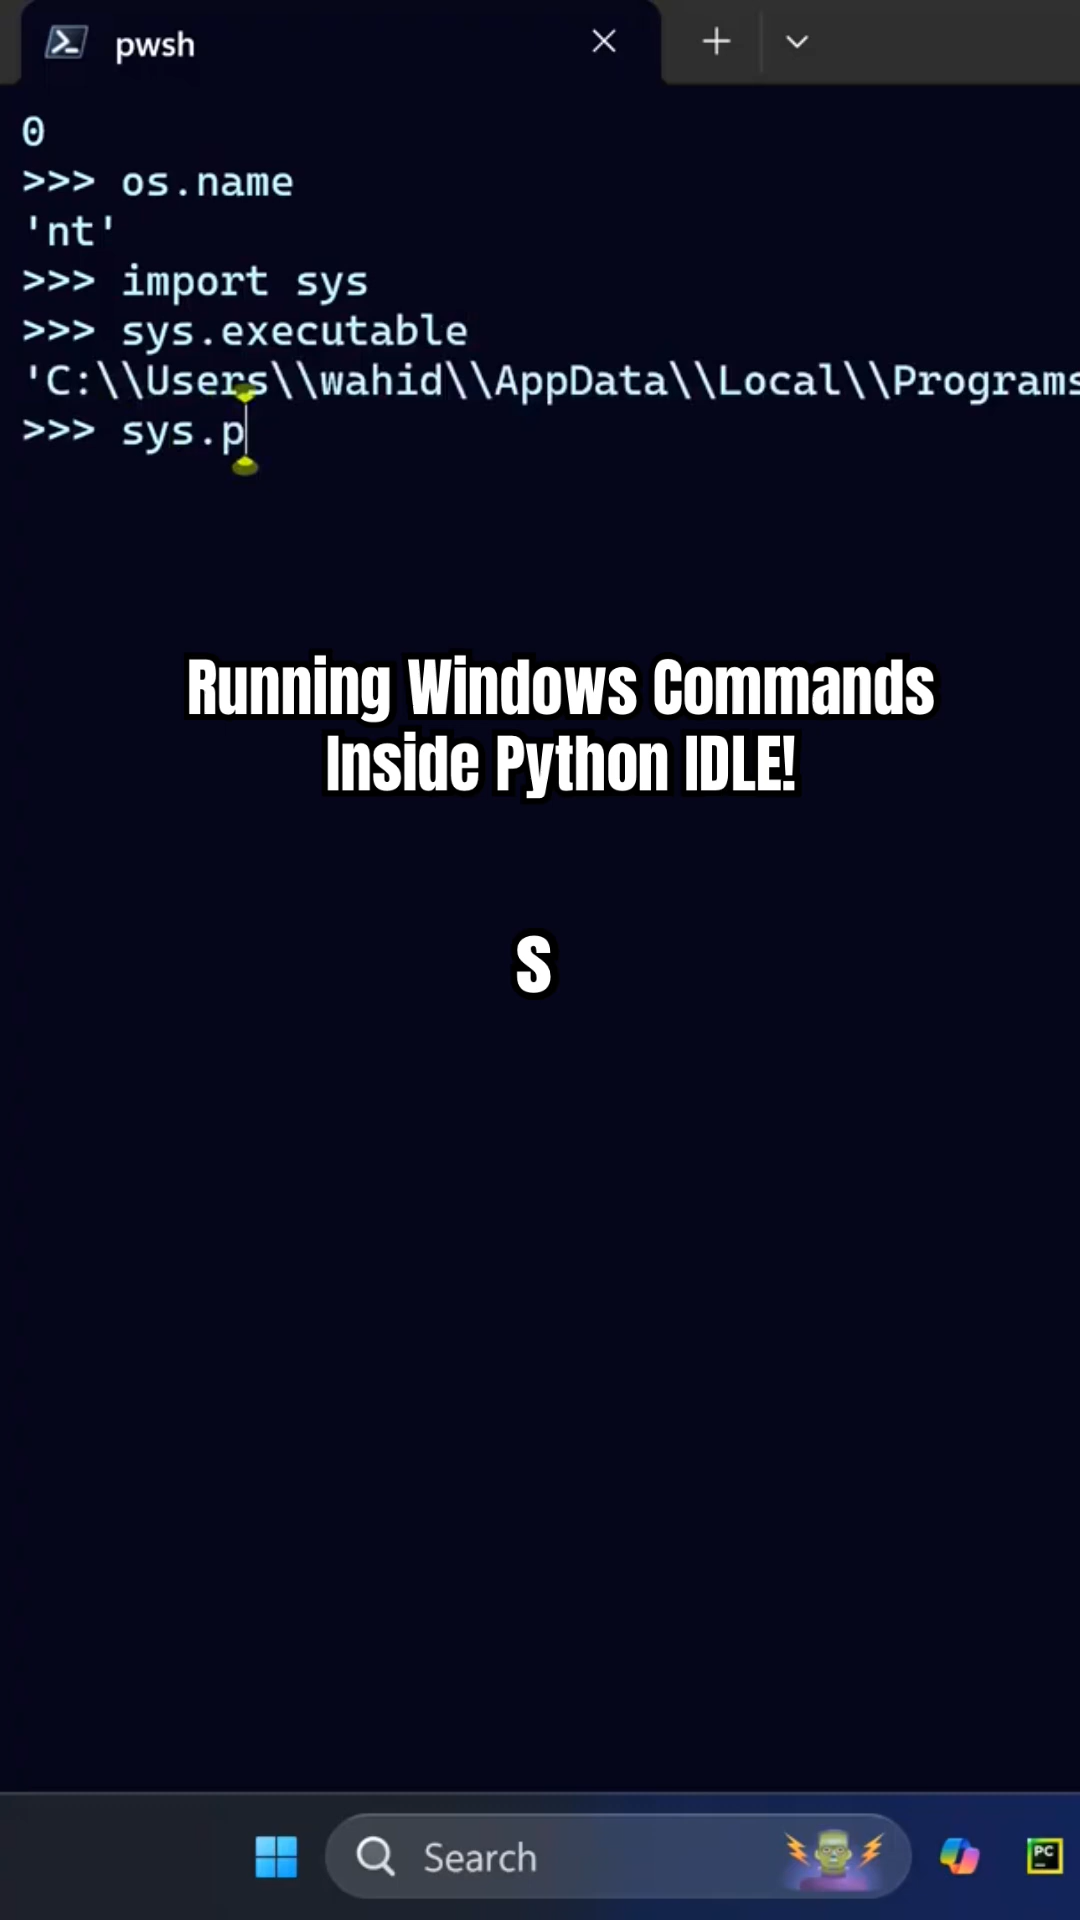 pwsh
0
>>> os.name
'nt'
>>> import sys
>>> sys.executable
'C:\\Users\\wahid\\AppData\\Local\\Programs
>>> sys.p
Running Windows Commands
Inside Python IDLE!
S
Search
PC